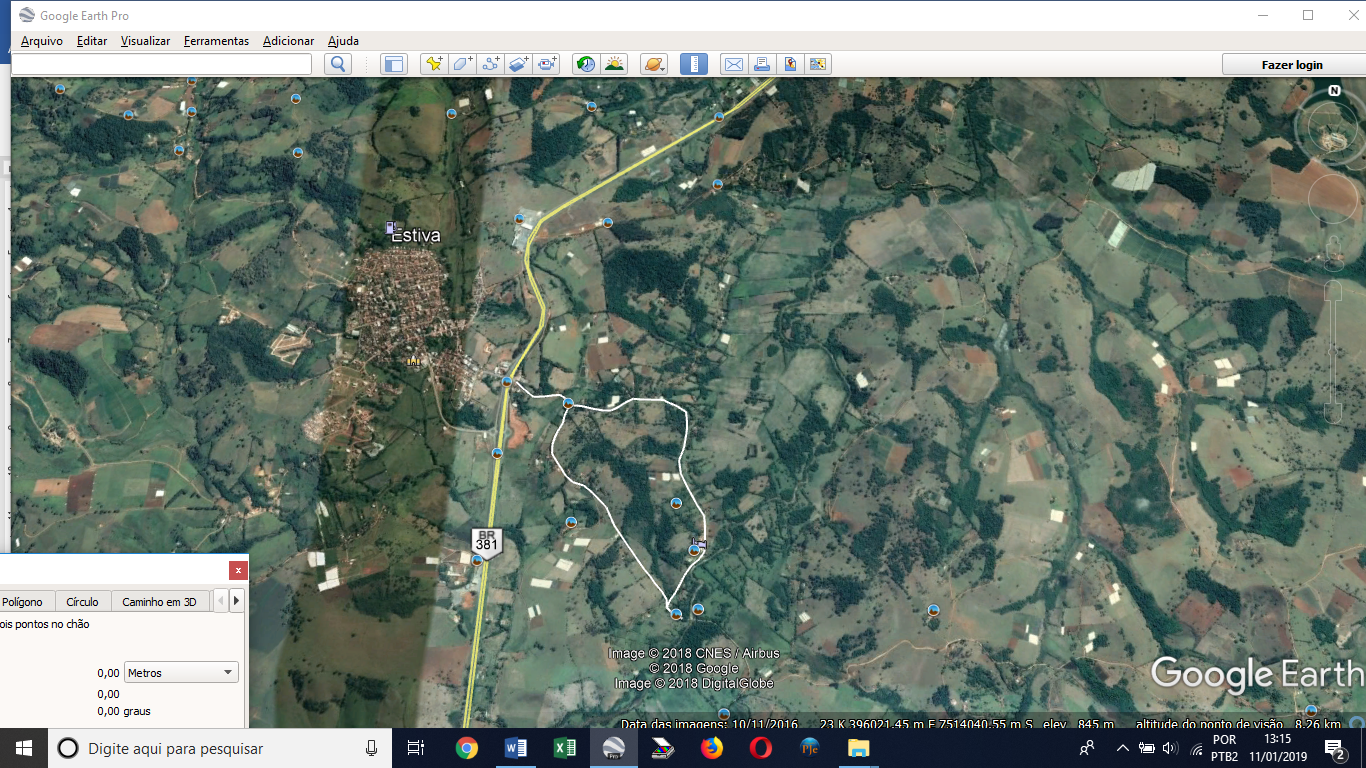 Google Earth Pro
Arquivo Editar Visualizar Ferramentas Adicionar Ajuda
Fazer login
N
Estiva
BR
381
Polígono Círculo Caminho em 3D
ois pontos no chão
0,00 Metros
0,00
0,00 graus
Image © 2018 CNES / Airbus
© 2018 Google
Image © 2018 DigitalGlobe
Google Earth
Data das imagens: 10/11/2016 23 K 396021.45 m E 7514040.55 m S elev 845 m altitude do ponto de visão 8.26 km
Digite aqui para pesquisar
Pro
PJe
POR
PTB2
13:15
11/01/2019
2